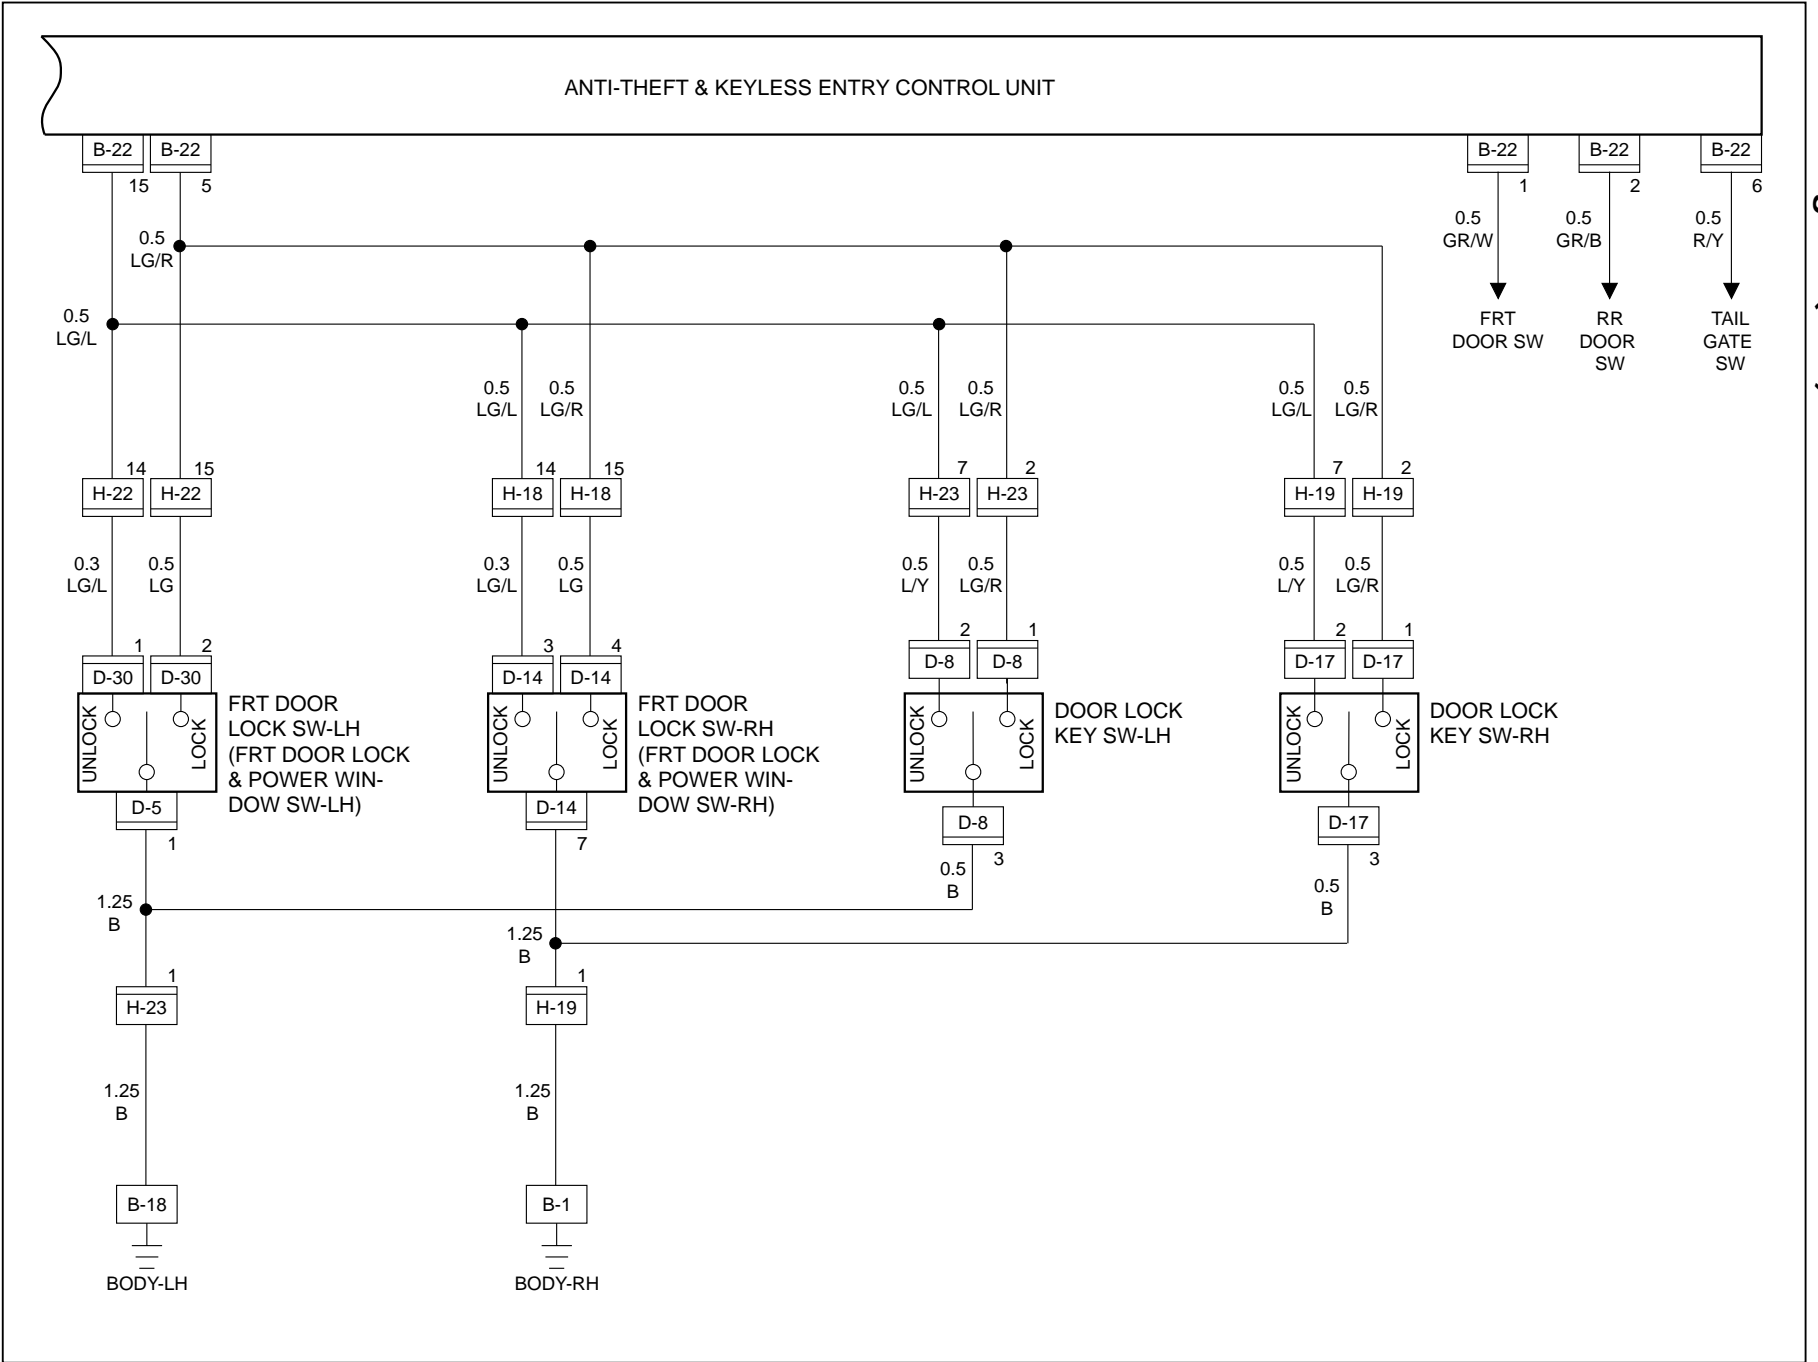 ANTI-THEFT & KEYLESS ENTRY CONTROL UNIT
B-22 B-22 B-22 B-22 B-22
15 5 1 2 6
0.5 0.5 0.5
GR/W GR/B R/Y
0.5
LG/R
0.5
LG/L
FRT RR TAIL
DOOR SW DOOR GATE
SW SW
0.5 0.5 0.5 0.5 0.5 0.5
LG/L LG/R LG/L LG/R LG/L LG/R
14 15 14 15 7 2 7 2
H-22 H-22 H-18 H-18 H-23 H-23 H-19 H-19
0.3 0.5 0.3 0.5 0.5 0.5 0.5 0.5
LG/L LG LG/L LG L/Y LG/R L/Y LG/R
1 2 3 4 2 1 2 1
D-30 D-30 D-14 D-14 D-8 D-8 D-17 D-17
UNLOCK LOCK
FRT DOOR
LOCK SW-LH
(FRT DOOR LOCK
& POWER WIN-
DOW SW-LH)
UNLOCK LOCK
FRT DOOR
LOCK SW-RH
(FRT DOOR LOCK
& POWER WIN-
DOW SW-RH)
UNLOCK LOCK
DOOR LOCK
KEY SW-LH
UNLOCK LOCK
DOOR LOCK
KEY SW-RH
D-5 D-14 D-8 D-17
1 7 3 3
0.5
B
0.5
B
1.25
B
1.25
B
1 1
H-23 H-19
1.25 1.25
B B
B-18 B-1
BODY-LH BODY-RH